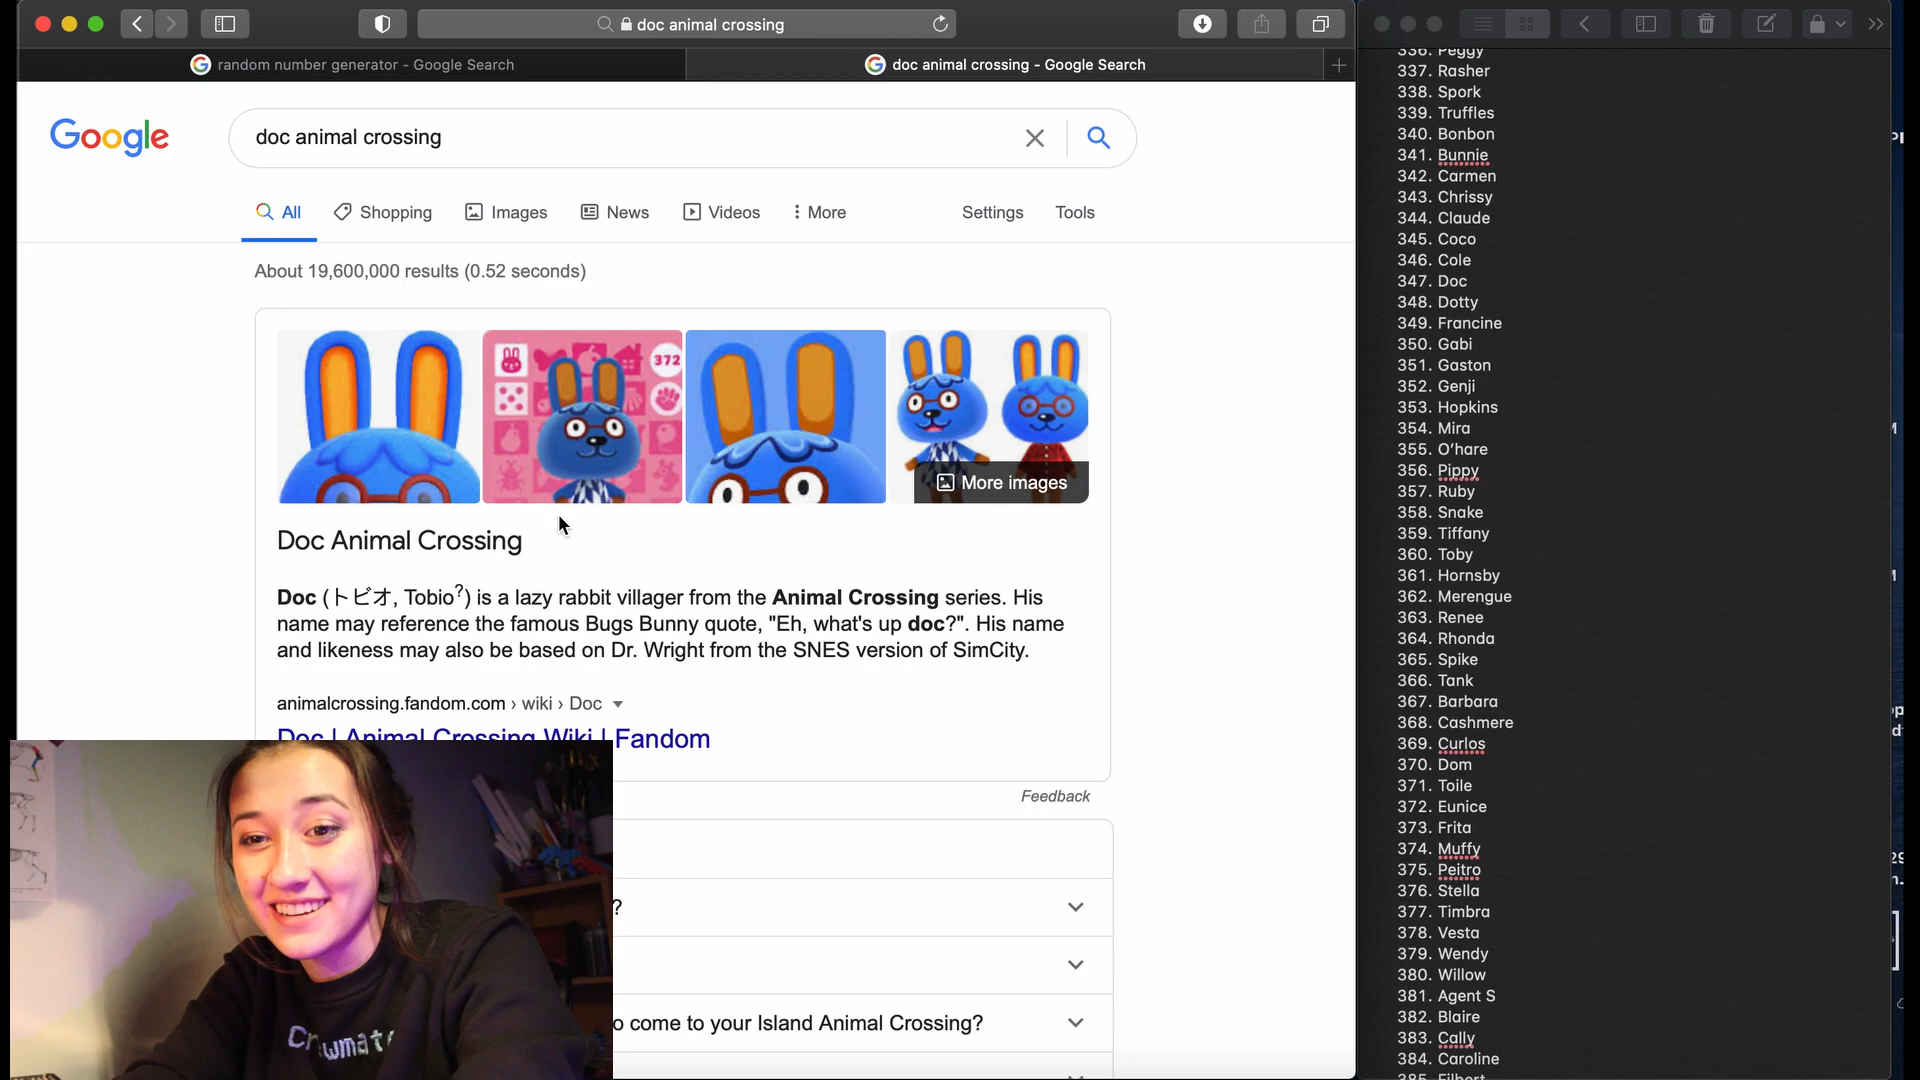 doc animal crossing
random number generator - Google Search
doc animal crossing - Google Search
Google
doc animal crossing
All
Shopping
Images
News
Videos
More
Settings
Tools
About 19,600,000 results (0.52 seconds)
372
More images
Doc Animal Crossing
Doc (トビオ, Tobio?) is a lazy rabbit villager from the Animal Crossing series. His
name may reference the famous Bugs Bunny quote, "Eh, what's up doc?". His name
and likeness may also be based on Dr. Wright from the SNES version of SimCity.
animalcrossing.fandom.com › wiki › Doc
Doc | Animal Crossing Wiki | Fandom
Feedback
?
o come to your Island Animal Crossing?
336. Peggy
337. Rasher
338. Spork
339. Truffles
340. Bonbon
341. Bunnie
342. Carmen
343. Chrissy
344. Claude
345. Coco
346. Cole
347. Doc
348. Dotty
349. Francine
350. Gabi
351. Gaston
352. Genji
353. Hopkins
354. Mira
355. O'hare
356. Pippy
357. Ruby
358. Snake
359. Tiffany
360. Toby
361. Hornsby
362. Merengue
363. Renee
364. Rhonda
365. Spike
366. Tank
367. Barbara
368. Cashmere
369. Curlos
370. Dom
371. Toile
372. Eunice
373. Frita
374. Muffy
375. Peitro
376. Stella
377. Timbra
378. Vesta
379. Wendy
380. Willow
381. Agent S
382. Blaire
383. Cally
384. Caroline
385. Filbert